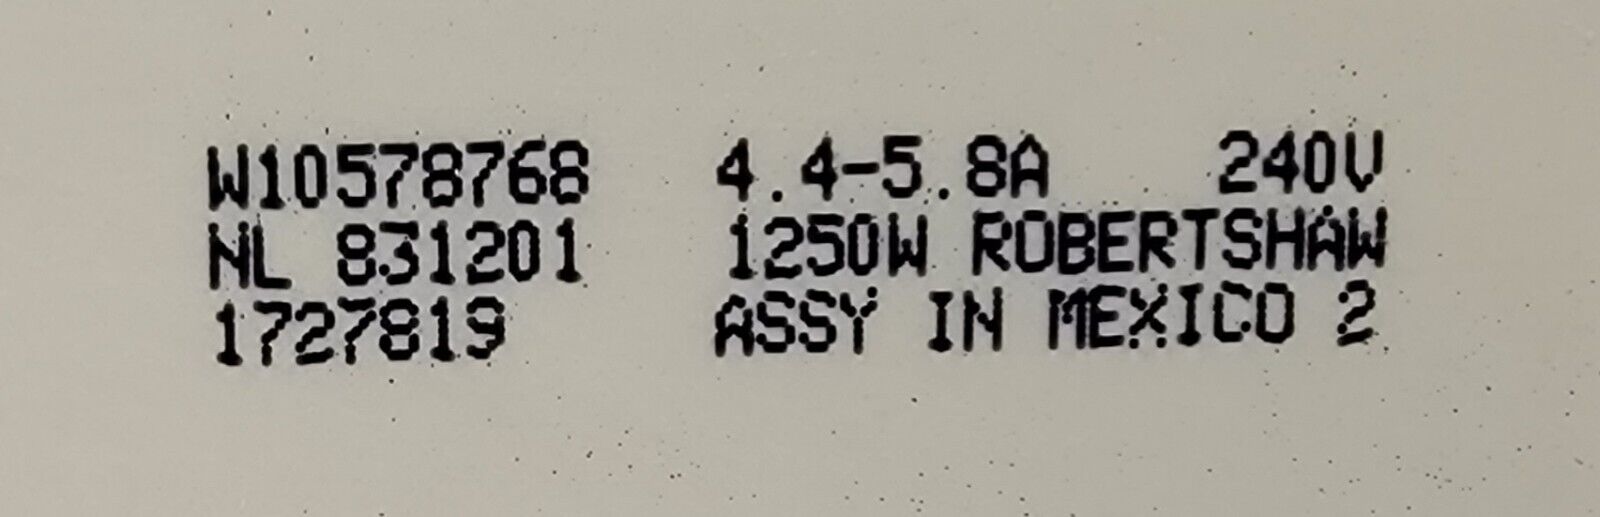 W10578768 4.4-5.8A 240V
NL 831201 1250W ROBERTSHAW
1727819 ASSY IN MEXICO 2